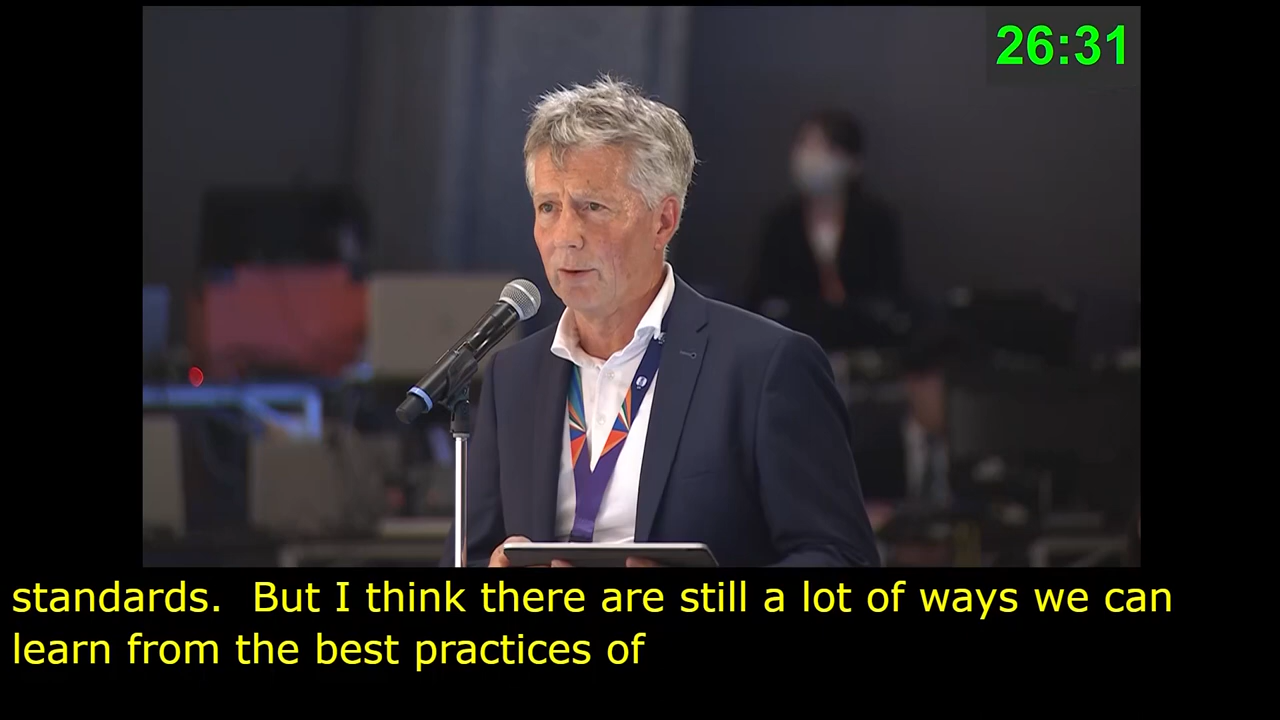 26:31
standards.  But I think there are still a lot of ways we can
learn from the best practices of